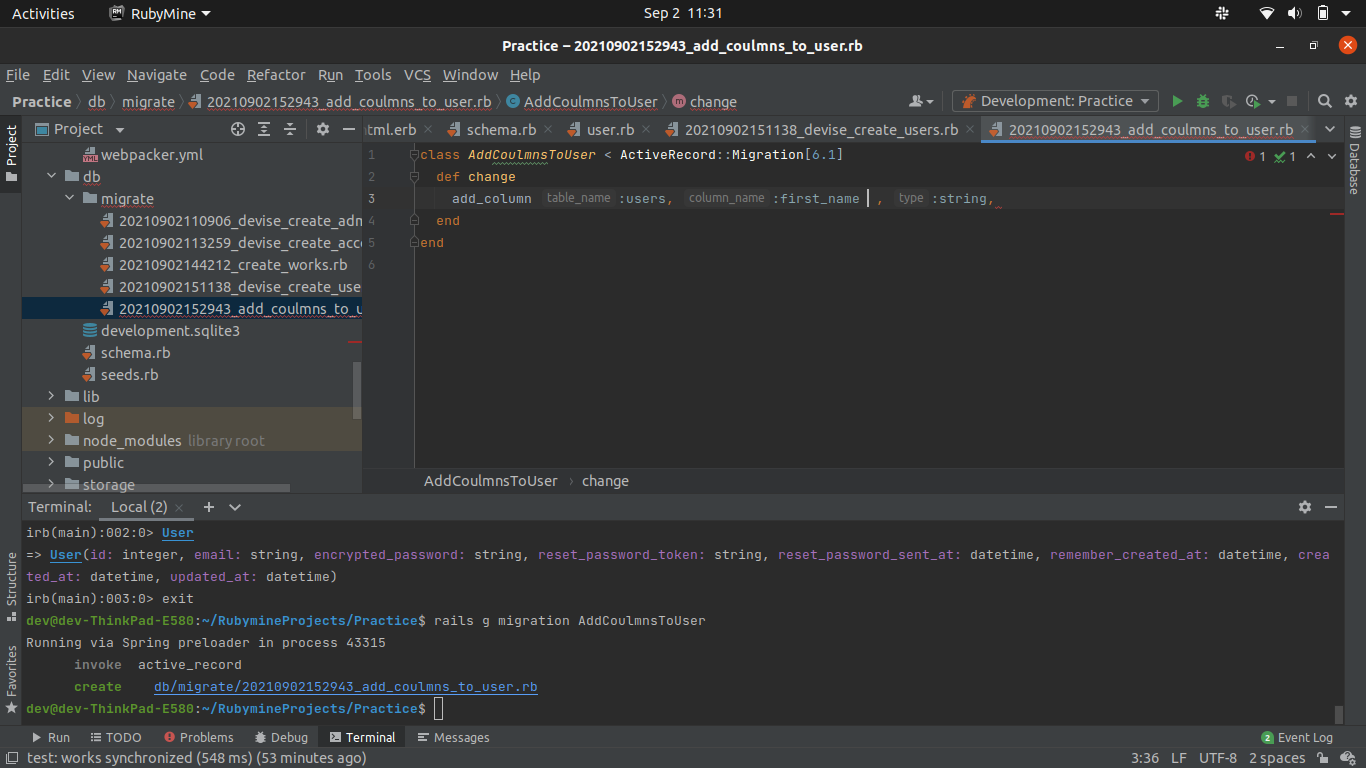 Activities RubyMine Sep 2 11:31
Practice – 20210902152943_add_coulmns_to_user.rb
File Edit View Navigate Code Refactor Run Tools VCS Window Help
Practice db migrate 20210902152943_add_coulmns_to_user.rb AddCoulmnsToUser change Development: Practice
Project
Project
tml.erb schema.rb user.rb 20210902151138_devise_create_users.rb 20210902152943_add_coulmns_to_user.rb
Database
webpacker.yml
db
migrate
20210902110906_devise_create_adm
20210902113259_devise_create_acco
20210902144212_create_works.rb
20210902151138_devise_create_use
20210902152943_add_coulmns_to_u
development.sqlite3
schema.rb
seeds.rb
lib
log
node_modules library root
public
storage
1 class AddCoulmnsToUser < ActiveRecord::Migration[6.1]
2 def change
3 add_column table_name :users, column_name :first_name , type :string,
4 end
5 end
6
1 1
AddCoulmnsToUser › change
Terminal: Local (2)
irb(main):002:0> User
=> User(id: integer, email: string, encrypted_password: string, reset_password_token: string, reset_password_sent_at: datetime, remember_created_at: datetime, crea
ted_at: datetime, updated_at: datetime)
irb(main):003:0> exit
dev@dev-ThinkPad-E580:~/RubymineProjects/Practice$ rails g migration AddCoulmnsToUser
Running via Spring preloader in process 43315
invoke active_record
create db/migrate/20210902152943_add_coulmns_to_user.rb
dev@dev-ThinkPad-E580:~/RubymineProjects/Practice$
Structure
Favorites
Run TODO Problems Debug Terminal Messages 2 Event Log
test: works synchronized (548 ms) (53 minutes ago) 3:36 LF UTF-8 2 spaces